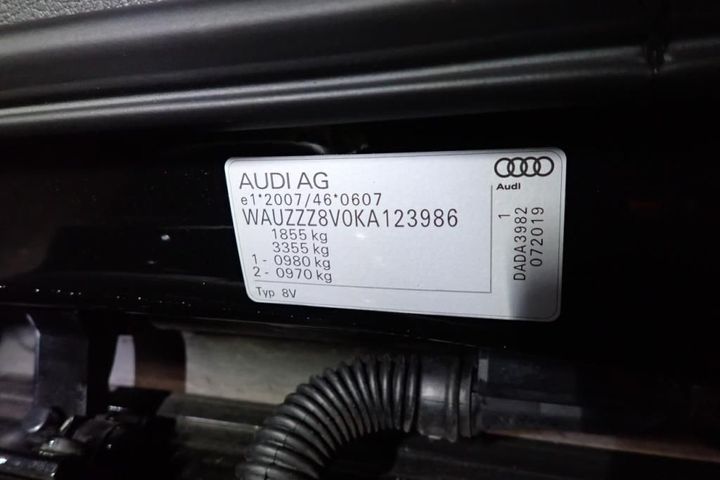 AUDI AG
e1*2007/46*0607
WAUZZZ8V0KA123986
1855 kg
3355 kg
1 - 0980 kg
2 - 0970 kg
Typ 8V
Audi
1
DADA3982
072019